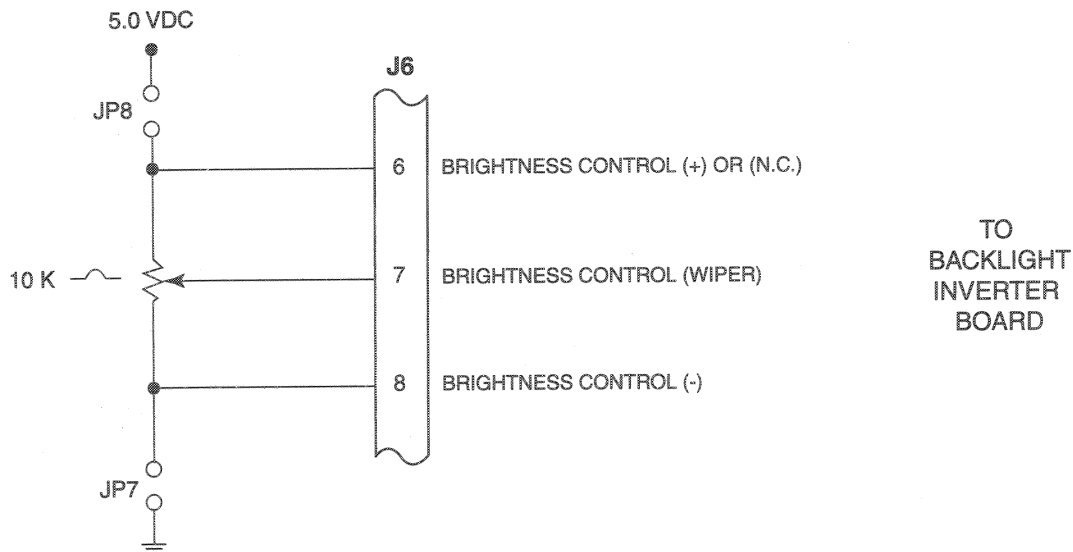 5.0 VDC
J6
JP8
6 BRIGHTNESS CONTROL (+) OR (N.C.)
10 K
7 BRIGHTNESS CONTROL (WIPER)
8 BRIGHTNESS CONTROL (-)
JP7
TO
BACKLIGHT
INVERTER
BOARD